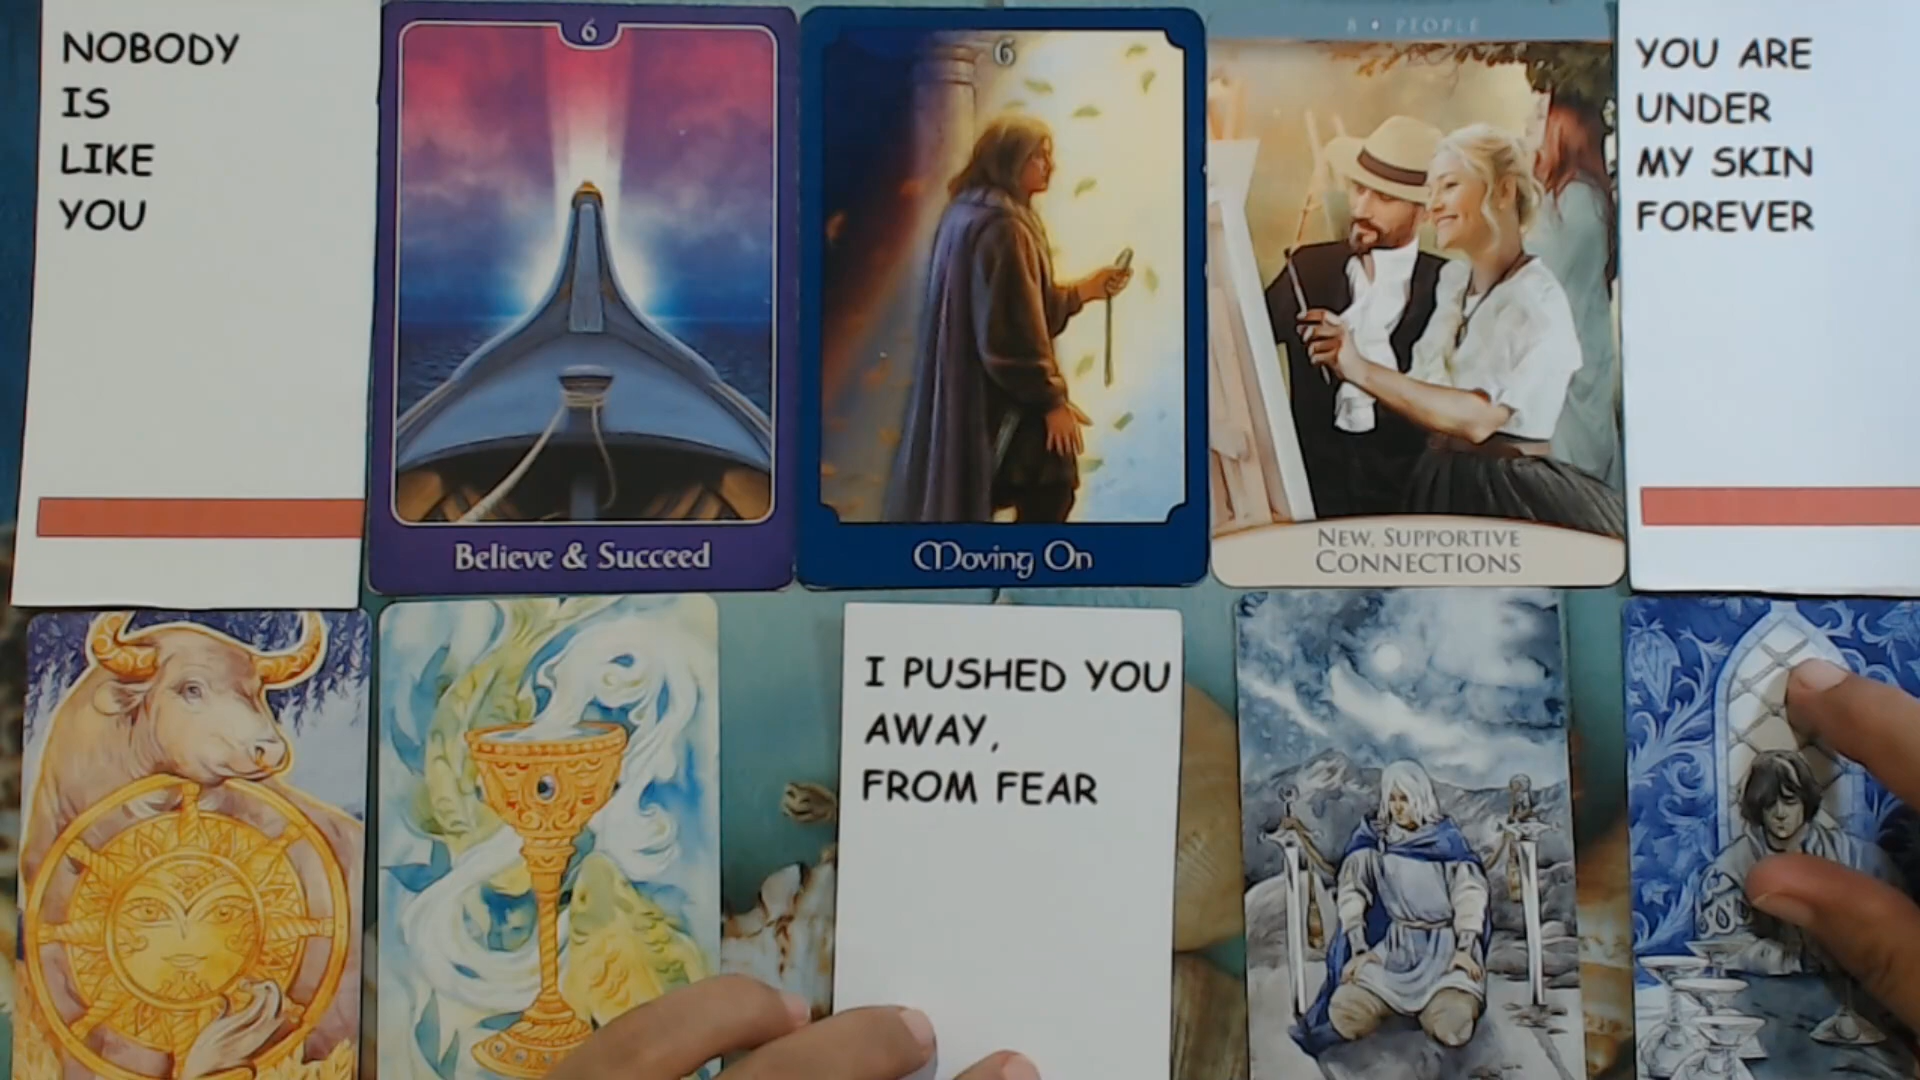 NOBODY
IS
LIKE
YOU
6
Believe & Succeed
6
Moving On
8 • PEOPLE
NEW, SUPPORTIVE
CONNECTIONS
YOU ARE
UNDER
MY SKIN
FOREVER
I PUSHED YOU
AWAY,
FROM FEAR